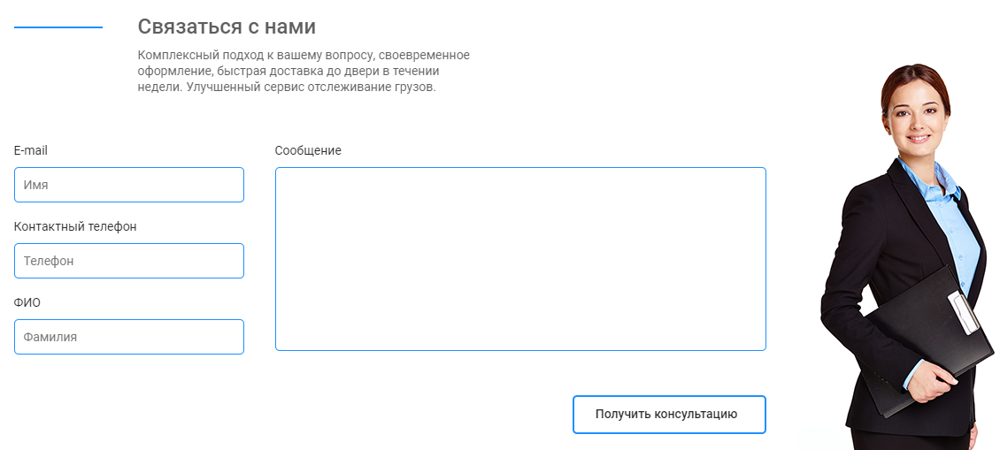 Связаться с нами
Комплексный подход к вашему вопросу, своевременное
оформление, быстрая доставка до двери в течении
недели. Улучшенный сервис отслеживание грузов.
E-mail
Имя
Контактный телефон
Телефон
ФИО
Фамилия
Сообщение
Получить консультацию